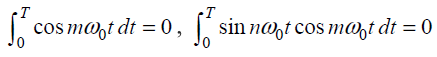 ∫₀ᵀ cos mω₀t dt = 0 , ∫₀ᵀ sin nω₀t cos mω₀t dt = 0